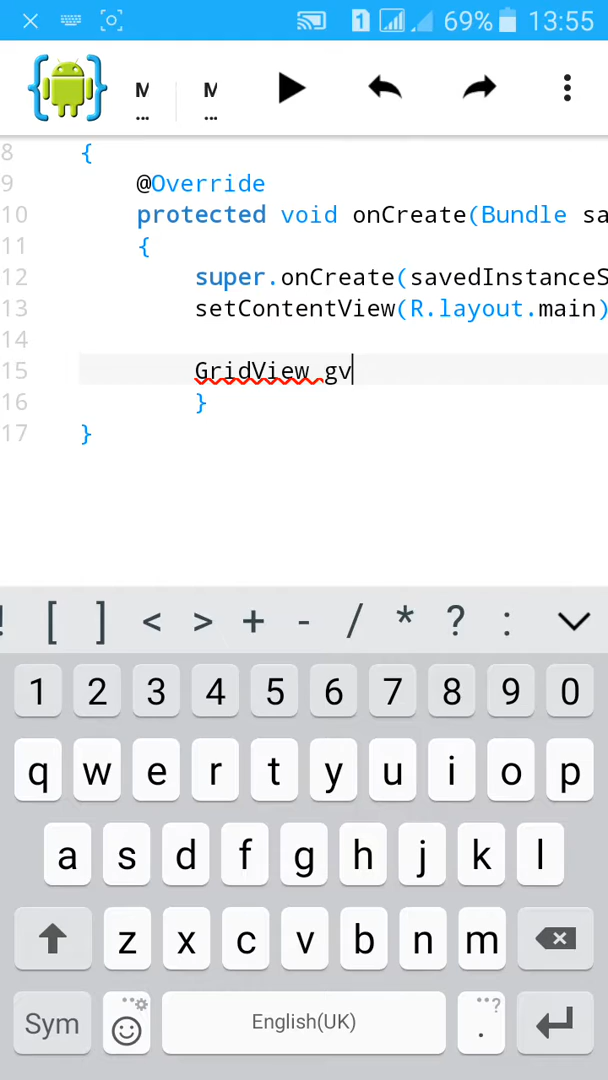 1 69% 13:55
M
...
M
...
8 {
9 @Override
10 protected void onCreate(Bundle sa
11 {
12 super.onCreate(savedInstanceS
13 setContentView(R.layout.main)
14
15 GridView gv
16 }
17 }
! [ ] < > + - / * ? :
1 2 3 4 5 6 7 8 9 0
q w e r t y u i o p
a s d f g h j k l
z x c v b n m
Sym English(UK) . ?